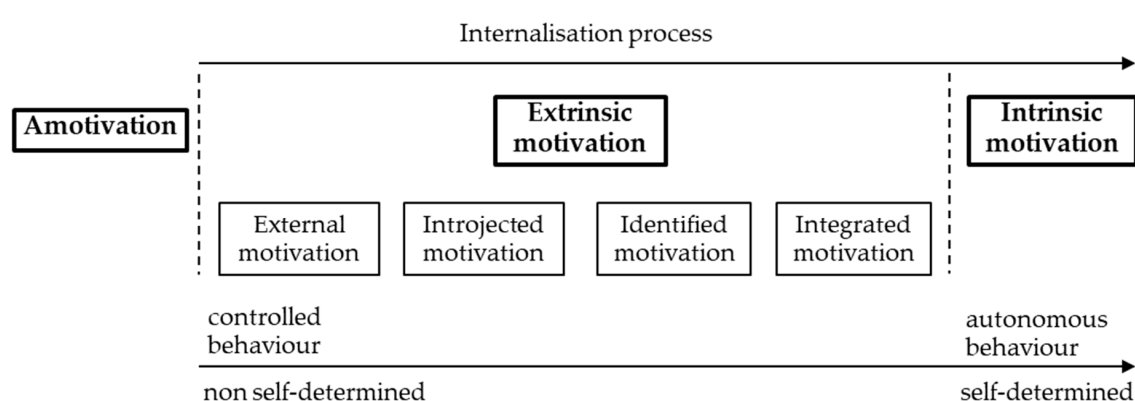 Internalisation process
Amotivation
Extrinsic
motivation
Intrinsic
motivation
External
motivation
Introjected
motivation
Identified
motivation
Integrated
motivation
controlled
behaviour
autonomous
behaviour
non self-determined
self-determined